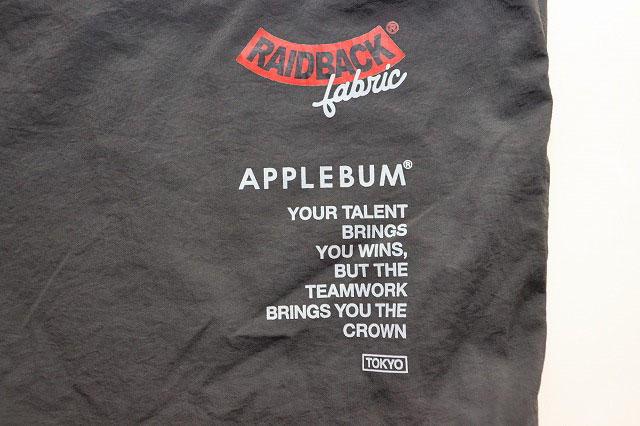 RAIDBACK®
fabric
APPLEBUM®
YOUR TALENT
BRINGS
YOU WINS,
BUT THE
TEAMWORK
BRINGS YOU THE
CROWN
TOKYO